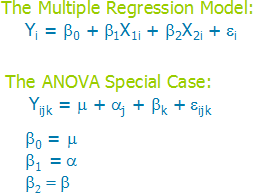 The Multiple Regression Model:
Yᵢ = β₀ + β₁X₁ᵢ + β₂X₂ᵢ + εᵢ
The ANOVA Special Case:
Yᵢⱼₖ = μ + αⱼ + βₖ + εᵢⱼₖ
β₀ = μ
β₁ = α
β₂ = β